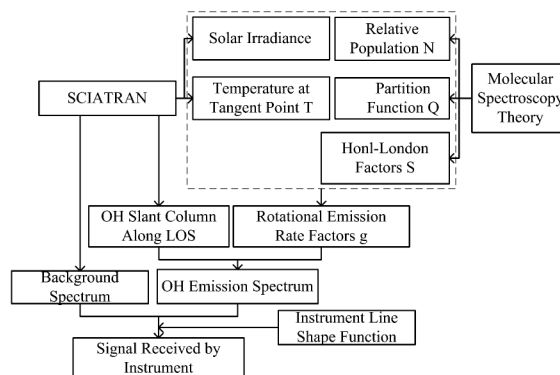 Solar Irradiance
Relative
Population N
SCIATRAN
Temperature at
Tangent Point T
Partition
Function Q
Molecular
Spectroscopy
Theory
Honl-London
Factors S
OH Slant Column
Along LOS
Rotational Emission
Rate Factors g
Background
Spectrum
OH Emission Spectrum
Instrument Line
Shape Function
Signal Received by
Instrument